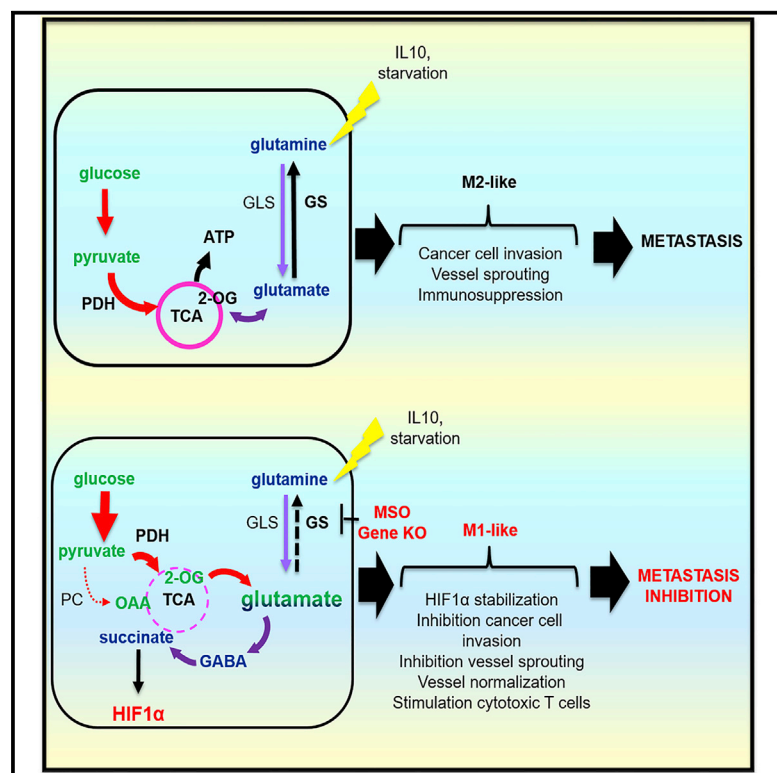 IL10,
starvation
glutamine
glucose
GLS
GS
M2-like
ATP
pyruvate
Cancer cell invasion
Vessel sprouting
Immunosuppression
METASTASIS
PDH
2-OG
glutamate
TCA
IL10,
starvation
glucose
glutamine
GLS
GS
MSO
Gene KO
M1-like
PDH
pyruvate
2-OG
PC
OAA
TCA
glutamate
METASTASIS
INHIBITION
HIF1α stabilization
Inhibition cancer cell
invasion
Inhibition vessel sprouting
Vessel normalization
Stimulation cytotoxic T cells
succinate
GABA
HIF1α